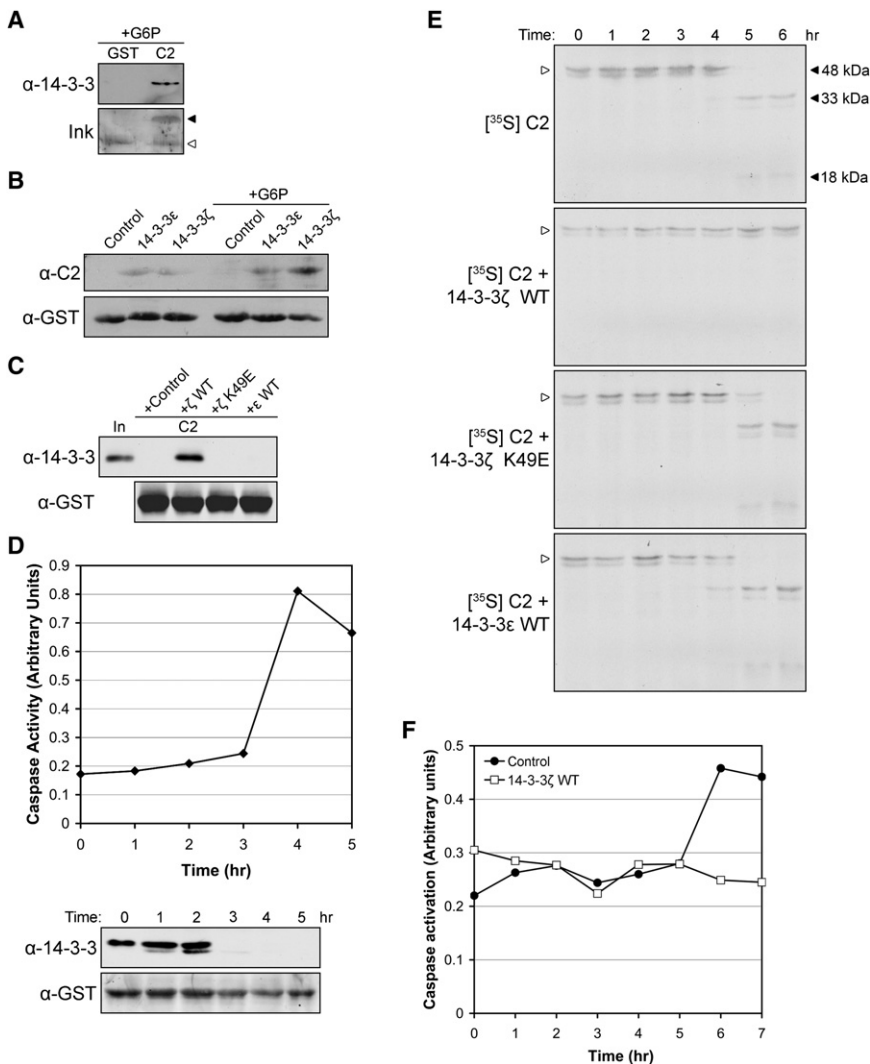 A
+G6P
GST C2
α-14-3-3
Ink
B
+G6P
Control 14-3-3ε 14-3-3ζ Control 14-3-3ε 14-3-3ζ
α-C2
α-GST
C
+Control +ζ WT +ζ K49E +ε WT
In C2
α-14-3-3
α-GST
D
Caspase Activity (Arbitrary Units)
0.9
0.8
0.7
0.6
0.5
0.4
0.3
0.2
0.1
0
0 1 2 3 4 5
Time (hr)
Time: 0 1 2 3 4 5 hr
α-14-3-3
α-GST
E
Time: 0 1 2 3 4 5 6 hr
48 kDa
33 kDa
[³⁵S] C2
18 kDa
[³⁵S] C2 +
14-3-3ζ WT
[³⁵S] C2 +
14-3-3ζ K49E
[³⁵S] C2 +
14-3-3ε WT
F
Caspase activation (Arbitrary units)
0.5
0.4
0.3
0.2
0.1
0
Control
14-3-3ζ WT
0 1 2 3 4 5 6 7
Time (hr)